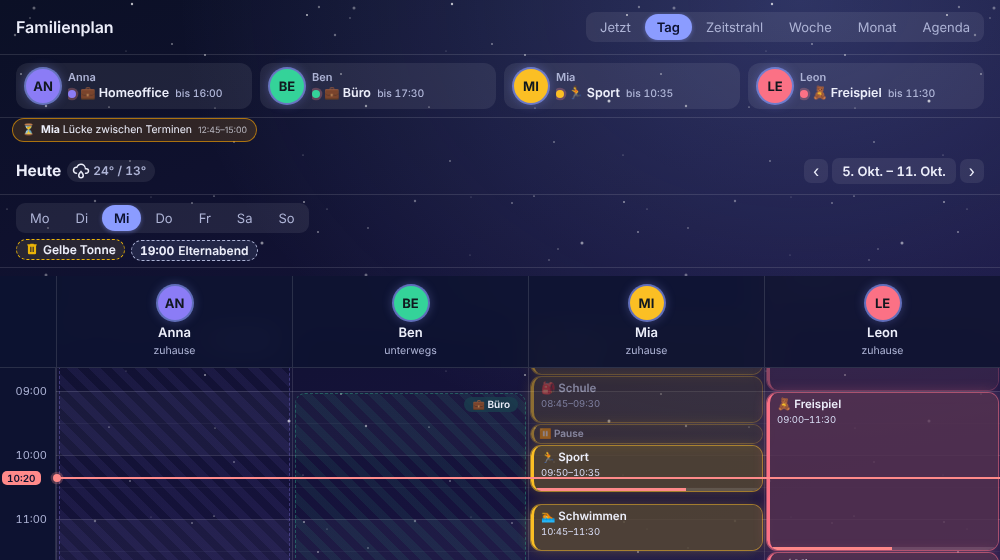 Familienplan
Jetzt Tag Zeitstrahl Woche Monat Agenda
AN Anna
Homeoffice bis 16:00
BE Ben
Büro bis 17:30
MI Mia
Sport bis 10:35
LE Leon
Freispiel bis 11:30
Mia Lücke zwischen Terminen 12:45–15:00
Heute 24° / 13°
‹ 5. Okt. – 11. Okt. ›
Mo Di Mi Do Fr Sa So
Gelbe Tonne 19:00 Elternabend
AN BE MI LE
Anna Ben Mia Leon
zuhause unterwegs zuhause zuhause
09:00
10:00
10:20
11:00
Büro
Schule
08:45–09:30
Pause
Sport
09:50–10:35
Schwimmen
10:45–11:30
Freispiel
09:00–11:30